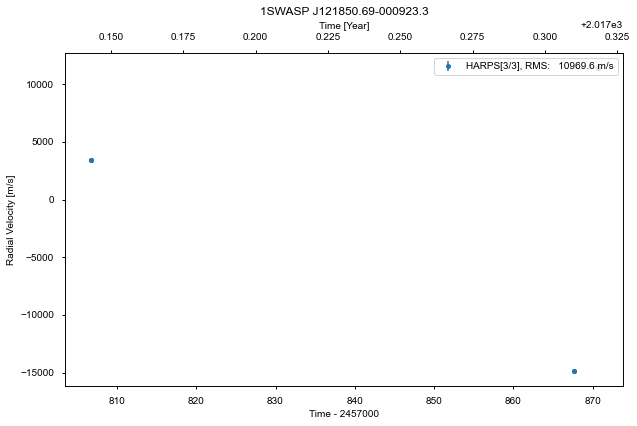 1SWASP J121850.69-000923.3
Time [Year]
+2.017e3
0.150 0.175 0.200 0.225 0.250 0.275 0.300 0.325
HARPS[3/3], RMS: 10969.6 m/s
10000
5000
0
−5000
−10000
−15000
Radial Velocity [m/s]
810 820 830 840 850 860 870
Time - 2457000